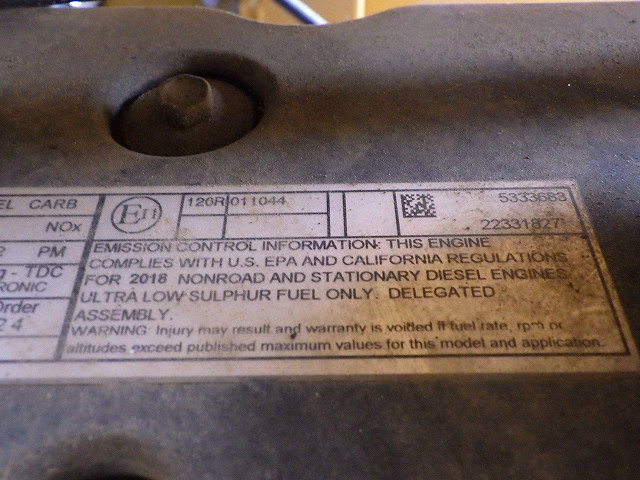 EL CARB
NOx
PM
- TDC
RONIC
Order
2 4
E11
120R 011044
5333683
22331827
EMISSION CONTROL INFORMATION: THIS ENGINE
COMPLIES WITH U.S. EPA AND CALIFORNIA REGULATIONS
FOR 2018 NONROAD AND STATIONARY DIESEL ENGINES.
ULTRA LOW SULPHUR FUEL ONLY. DELEGATED
ASSEMBLY.
WARNING: Injury may result and warranty is voided if fuel rate, rpm or
altitudes exceed published maximum values for this model and application.